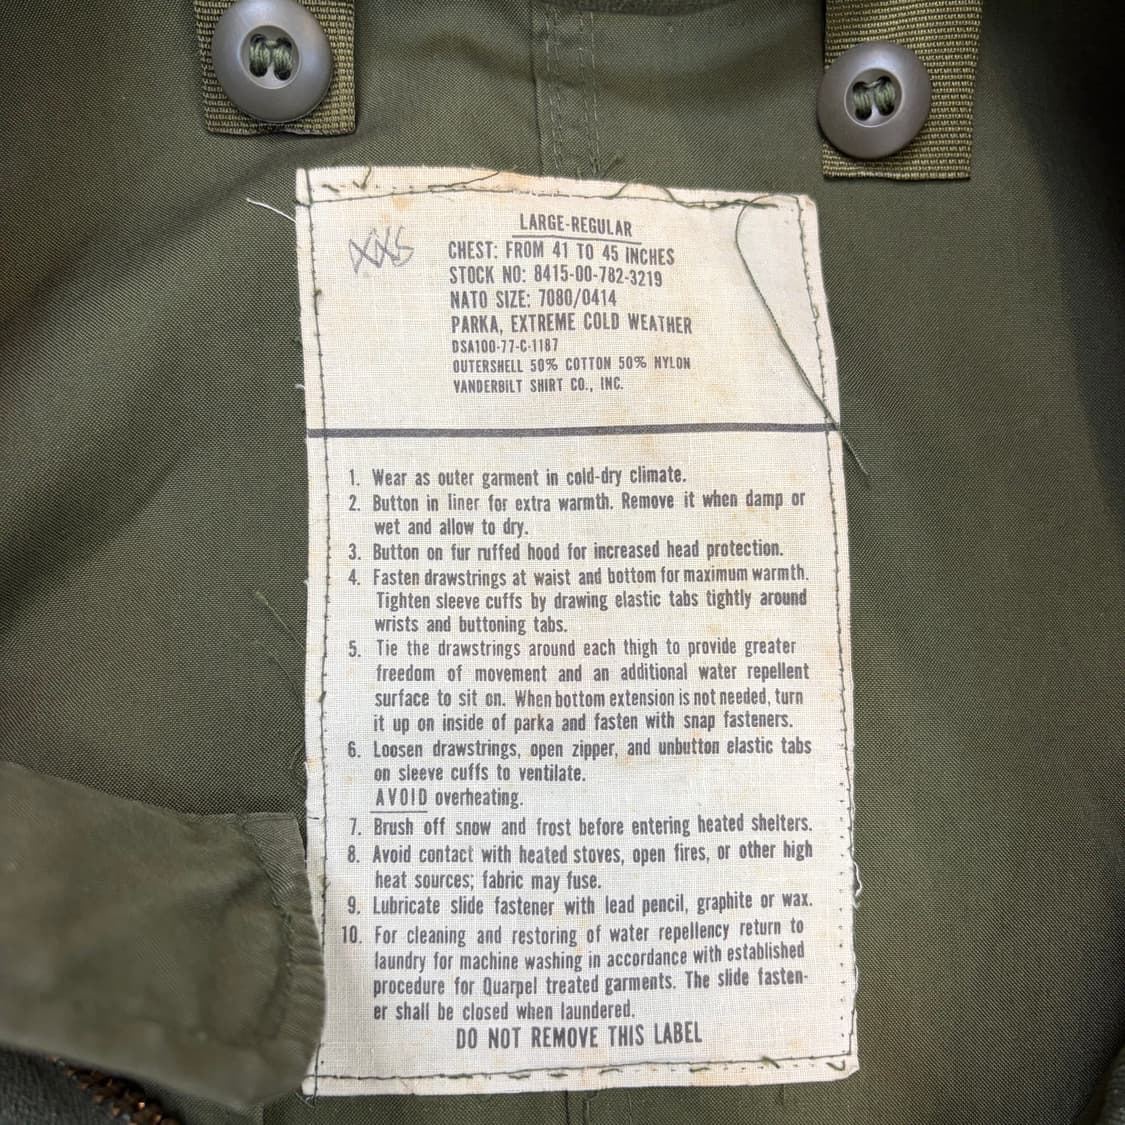 LARGE-REGULAR
XXS
CHEST: FROM 41 TO 45 INCHES
STOCK NO: 8415-00-782-3219
NATO SIZE: 7080/0414
PARKA, EXTREME COLD WEATHER
DSA100-77-C-1187
OUTERSHELL 50% COTTON 50% NYLON
VANDERBILT SHIRT CO., INC.
1. Wear as outer garment in cold-dry climate.
2. Button in liner for extra warmth. Remove it when damp or
wet and allow to dry.
3. Button on fur ruffed hood for increased head protection.
4. Fasten drawstrings at waist and bottom for maximum warmth.
Tighten sleeve cuffs by drawing elastic tabs tightly around
wrists and buttoning tabs.
5. Tie the drawstrings around each thigh to provide greater
freedom of movement and an additional water repellent
surface to sit on. When bottom extension is not needed, turn
it up on inside of parka and fasten with snap fasteners.
6. Loosen drawstrings, open zipper, and unbutton elastic tabs
on sleeve cuffs to ventilate.
AVOID overheating.
7. Brush off snow and frost before entering heated shelters.
8. Avoid contact with heated stoves, open fires, or other high
heat sources; fabric may fuse.
9. Lubricate slide fastener with lead pencil, graphite or wax.
10. For cleaning and restoring of water repellency return to
laundry for machine washing in accordance with established
procedure for Quarpel treated garments. The slide fasten-
er shall be closed when laundered.
DO NOT REMOVE THIS LABEL